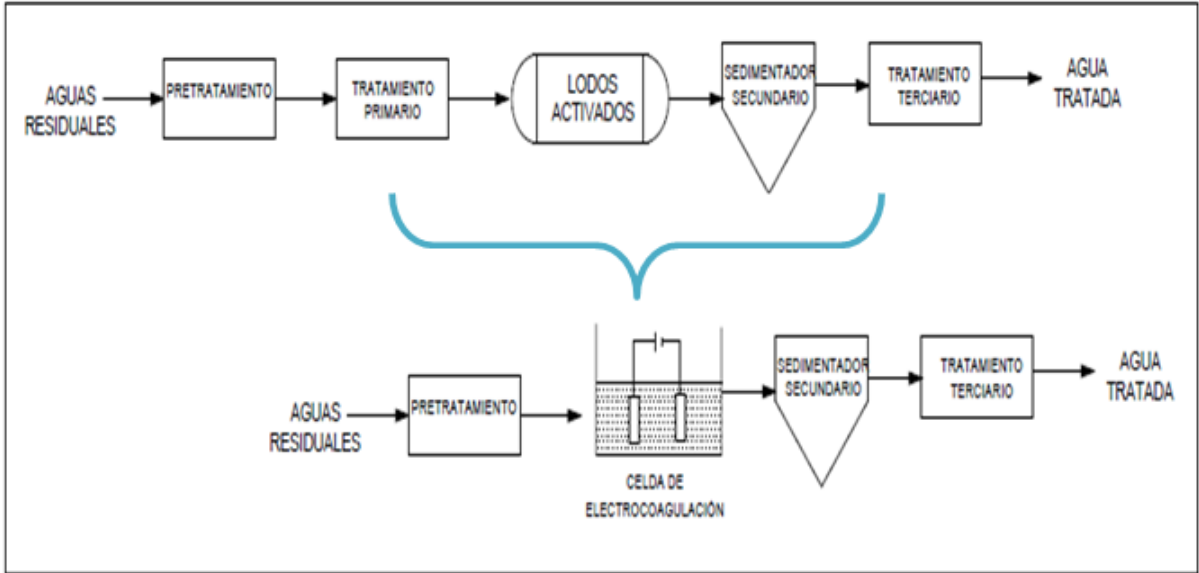 AGUAS
RESIDUALES
PRETRATAMIENTO
TRATAMIENTO
PRIMARIO
LODOS
ACTIVADOS
SEDIMENTADOR
SECUNDARIO
TRATAMIENTO
TERCIARIO
AGUA
TRATADA
AGUAS
RESIDUALES
PRETRATAMIENTO
CELDA DE
ELECTROCOAGULACIÓN
SEDIMENTADOR
SECUNDARIO
TRATAMIENTO
TERCIARIO
AGUA
TRATADA